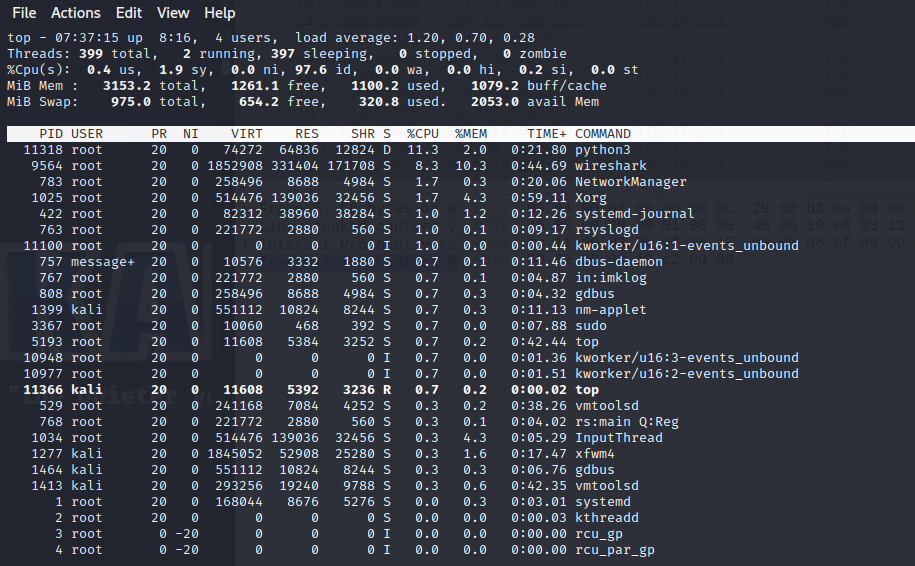 File Actions Edit View Help
top - 07:37:15 up  8:16,  4 users,  load average: 1.20, 0.70, 0.28
Threads: 399 total,   2 running, 397 sleeping,   0 stopped,   0 zombie
%Cpu(s):  0.4 us,  1.9 sy,  0.0 ni, 97.6 id,  0.0 wa,  0.0 hi,  0.2 si,  0.0 st
MiB Mem :   3153.2 total,   1261.1 free,   1100.2 used,   1079.2 buff/cache
MiB Swap:    975.0 total,    654.2 free,    320.8 used.   2053.0 avail Mem
PID USER      PR  NI    VIRT    RES    SHR S  %CPU  %MEM     TIME+ COMMAND
11318 root      20   0   74272  64836  12824 D  11.3   2.0   0:21.80 python3
9564 root      20   0 1852908 331404 171708 S   8.3  10.3   0:44.69 wireshark
783 root      20   0  258496   8688   4984 S   1.7   0.3   0:20.06 NetworkManager
1025 root      20   0  514476 139036  32456 S   1.7   4.3   0:59.11 Xorg
422 root      20   0   82312  38960  38284 S   1.0   1.2   0:12.26 systemd-journal
763 root      20   0  221772   2880    560 S   1.0   0.1   0:09.17 rsyslogd
11100 root      20   0       0      0      0 I   1.0   0.0   0:00.44 kworker/u16:1-events_unbound
757 message+  20   0   10576   3332   1880 S   0.7   0.1   0:11.46 dbus-daemon
767 root      20   0  221772   2880    560 S   0.7   0.1   0:04.87 in:imklog
808 root      20   0  258496   8688   4984 S   0.7   0.3   0:04.32 gdbus
1399 kali      20   0  551112  10824   8244 S   0.7   0.3   0:11.13 nm-applet
3367 root      20   0   10060    468    392 S   0.7   0.0   0:07.88 sudo
5193 root      20   0   11608   5384   3252 S   0.7   0.2   0:42.44 top
10948 root      20   0       0      0      0 I   0.7   0.0   0:01.36 kworker/u16:3-events_unbound
10977 root      20   0       0      0      0 I   0.7   0.0   0:01.51 kworker/u16:2-events_unbound
11366 kali      20   0   11608   5392   3236 R   0.7   0.2   0:00.02 top
529 root      20   0  241168   7084   4252 S   0.3   0.2   0:38.26 vmtoolsd
768 root      20   0  221772   2880    560 S   0.3   0.1   0:04.02 rs:main Q:Reg
1034 root      20   0  514476 139036  32456 S   0.3   4.3   0:05.29 InputThread
1277 kali      20   0 1845052  52908  25280 S   0.3   1.6   0:17.47 xfwm4
1464 kali      20   0  551112  10824   8244 S   0.3   0.3   0:06.76 gdbus
1413 kali      20   0  293256  19240   9788 S   0.3   0.6   0:42.35 vmtoolsd
1 root      20   0  168044   8676   5276 S   0.0   0.3   0:03.01 systemd
2 root      20   0       0      0      0 S   0.0   0.0   0:00.03 kthreadd
3 root       0 -20       0      0      0 I   0.0   0.0   0:00.00 rcu_gp
4 root       0 -20       0      0      0 I   0.0   0.0   0:00.00 rcu_par_gp